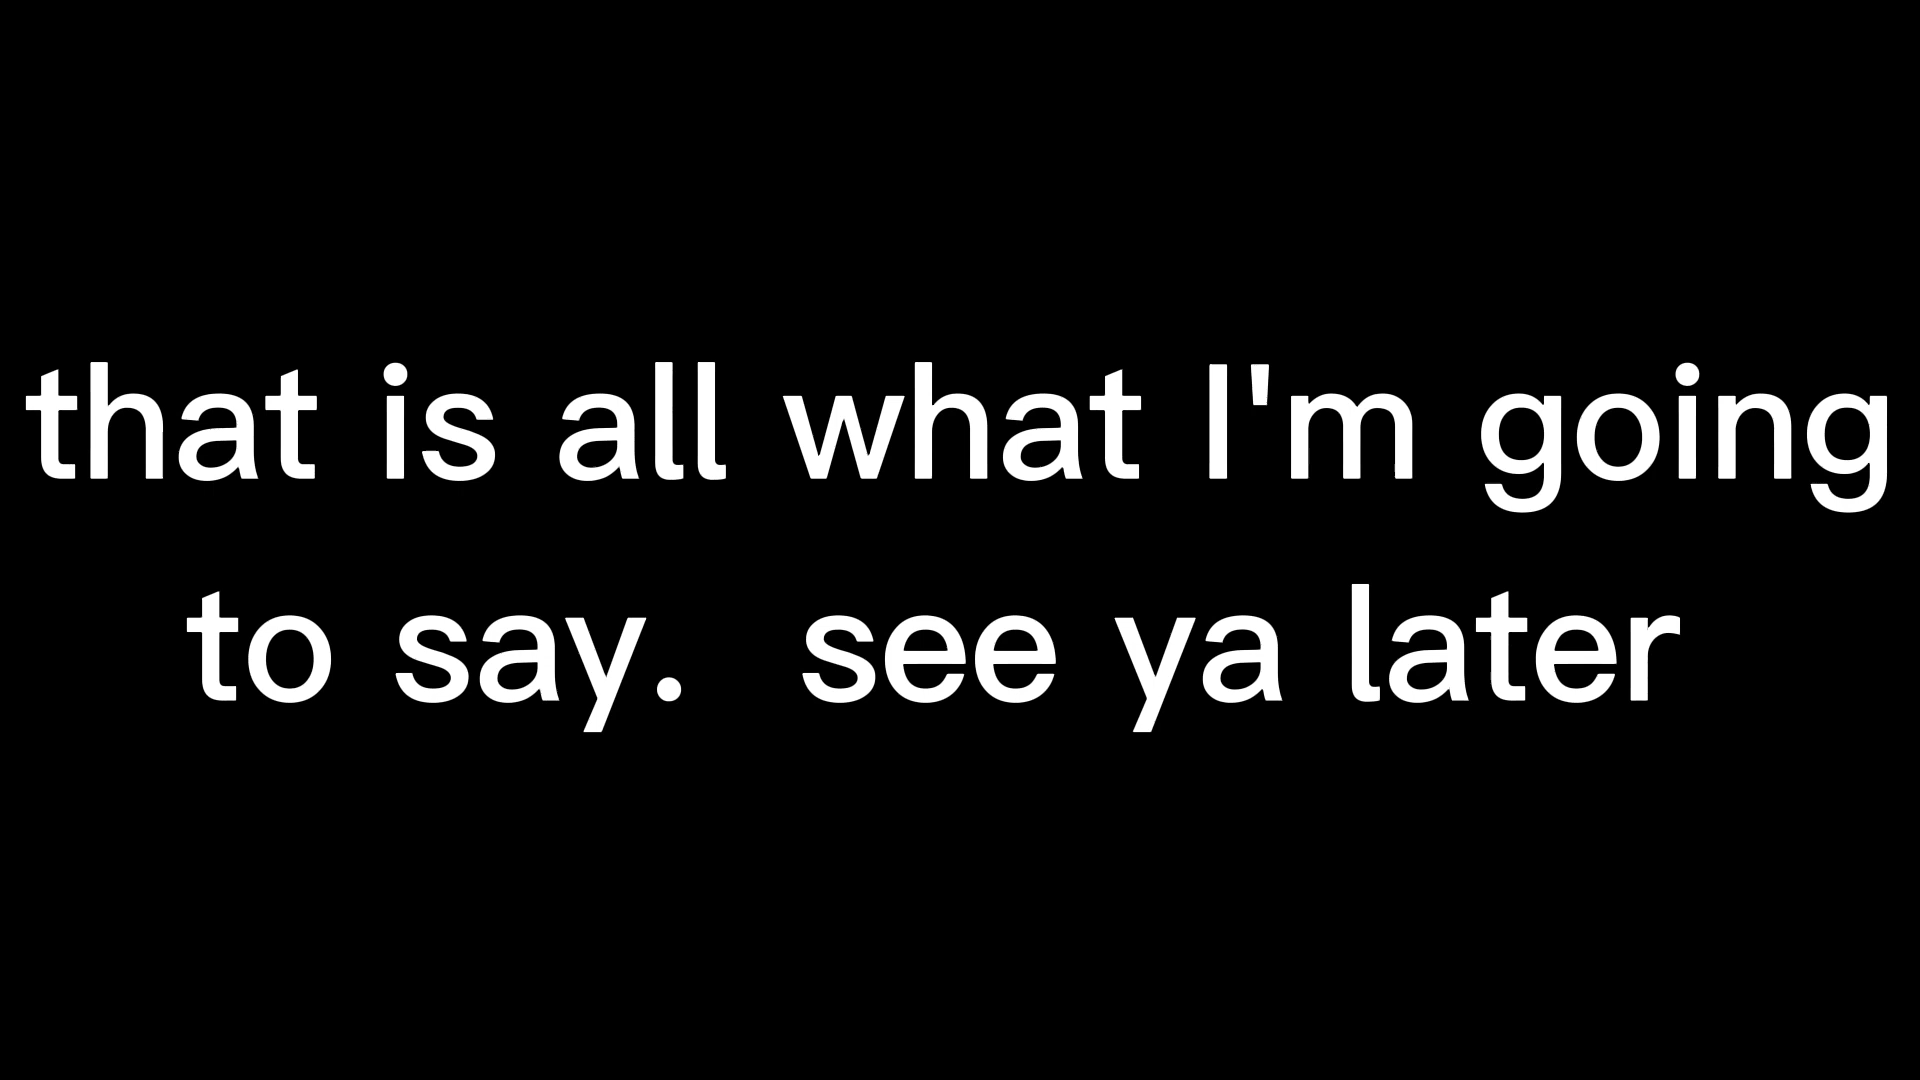 that is all what I'm going
to say.  see ya later